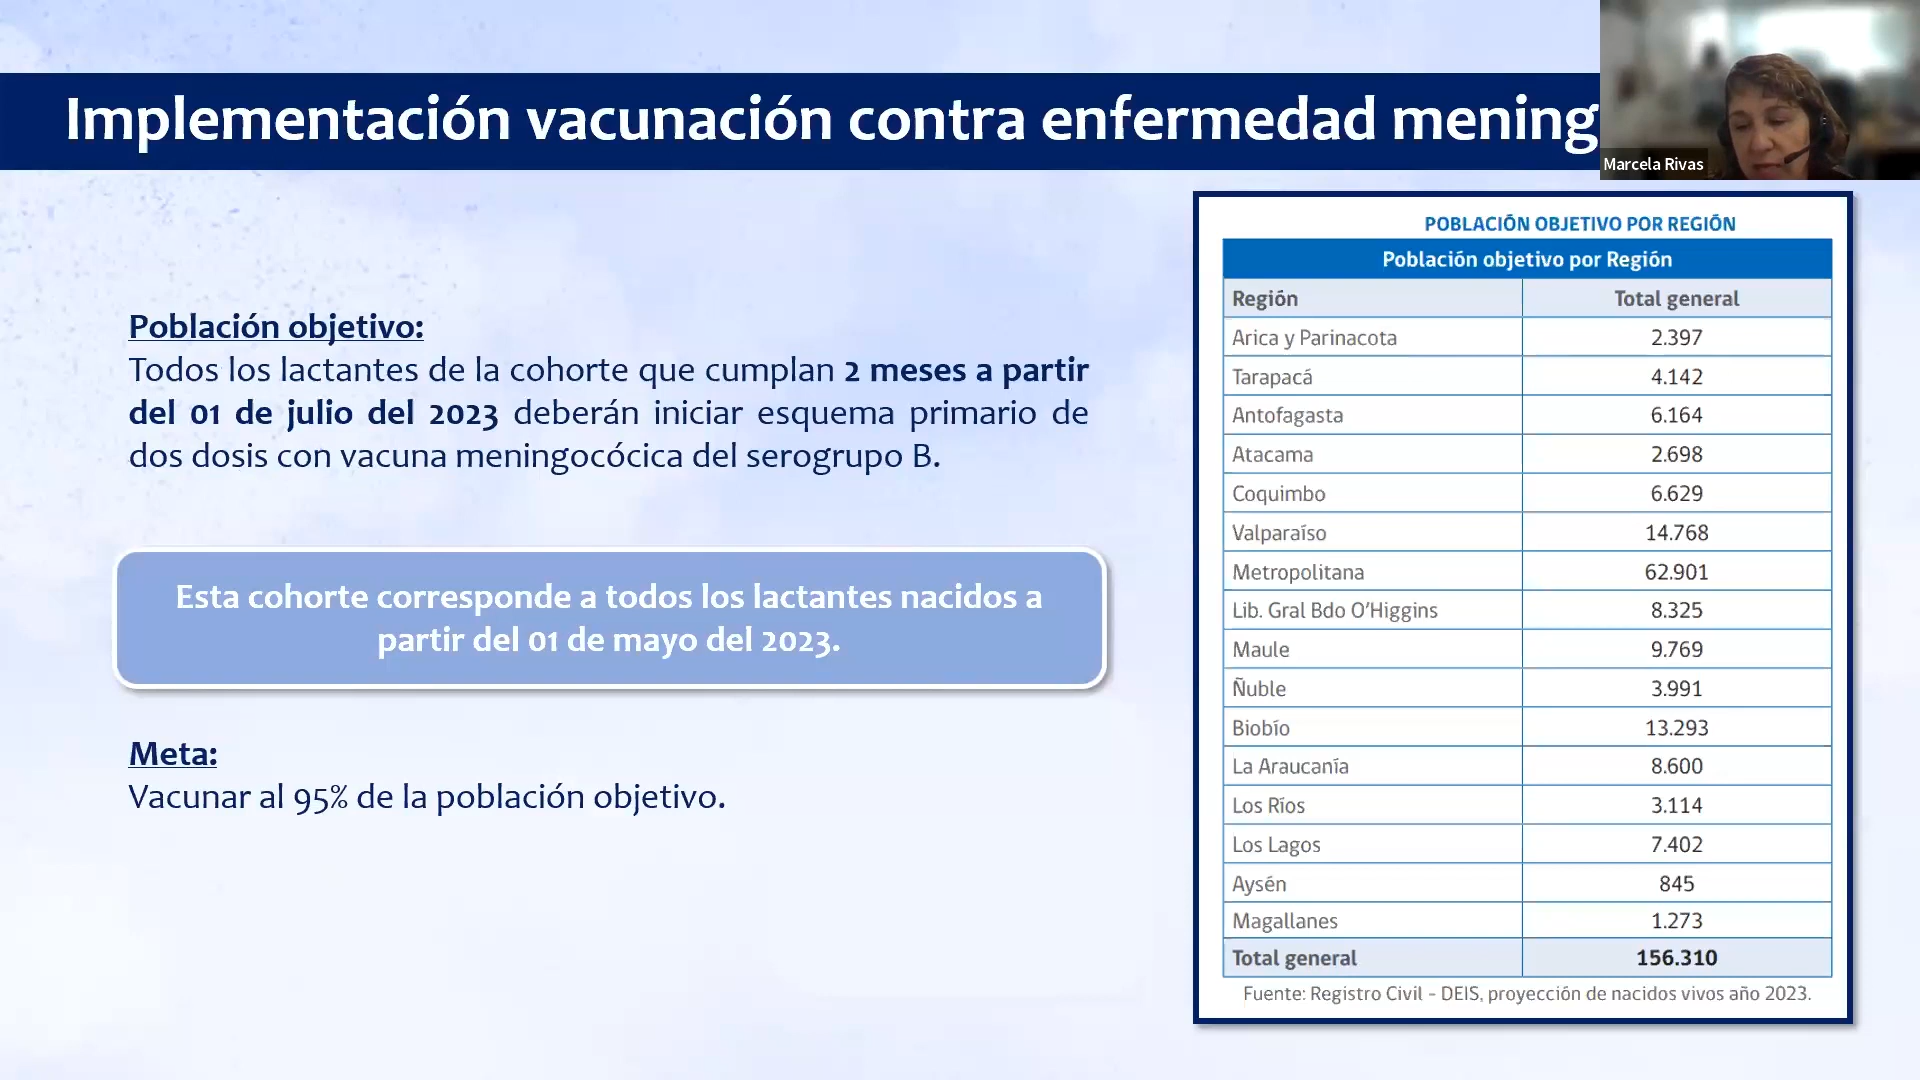 Implementación vacunación contra enfermedad mening
Marcela Rivas
Población objetivo:
Todos los lactantes de la cohorte que cumplan 2 meses a partir
del 01 de julio del 2023 deberán iniciar esquema primario de
dos dosis con vacuna meningocócica del serogrupo B.
Esta cohorte corresponde a todos los lactantes nacidos a
partir del 01 de mayo del 2023.
Meta:
Vacunar al 95% de la población objetivo.
POBLACIÓN OBJETIVO POR REGIÓN
Población objetivo por Región
Región Total general
Arica y Parinacota 2.397
Tarapacá 4.142
Antofagasta 6.164
Atacama 2.698
Coquimbo 6.629
Valparaíso 14.768
Metropolitana 62.901
Lib. Gral Bdo O’Higgins 8.325
Maule 9.769
Ñuble 3.991
Biobío 13.293
La Araucanía 8.600
Los Ríos 3.114
Los Lagos 7.402
Aysén 845
Magallanes 1.273
Total general 156.310
Fuente: Registro Civil - DEIS, proyección de nacidos vivos año 2023.